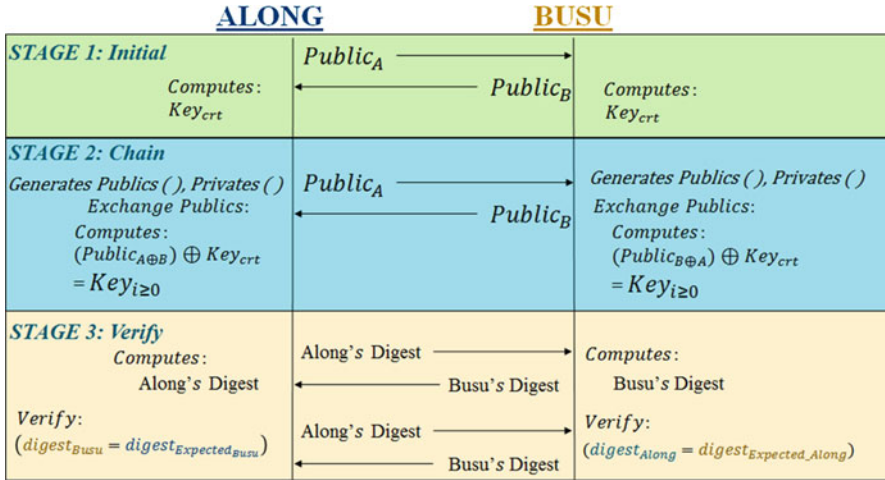 ALONG BUSU
STAGE 1: Initial
Public_A
Computes:
Key_crt
Public_B
Computes:
Key_crt
STAGE 2: Chain
Generates Publics ( ), Privates ( )
Exchange Publics:
Computes:
(Public_A⊕B) ⊕ Key_crt
= Key_i≥0
Public_A
Public_B
Generates Publics ( ), Privates ( )
Exchange Publics:
Computes:
(Public_B⊕A) ⊕ Key_crt
= Key_i≥0
STAGE 3: Verify
Computes:
Along's Digest
Along's Digest
Busu's Digest
Computes:
Busu's Digest
Verify:
(digest_Busu = digest_Expected_Busu)
Along's Digest
Busu's Digest
Verify:
(digest_Along = digest_Expected_Along)